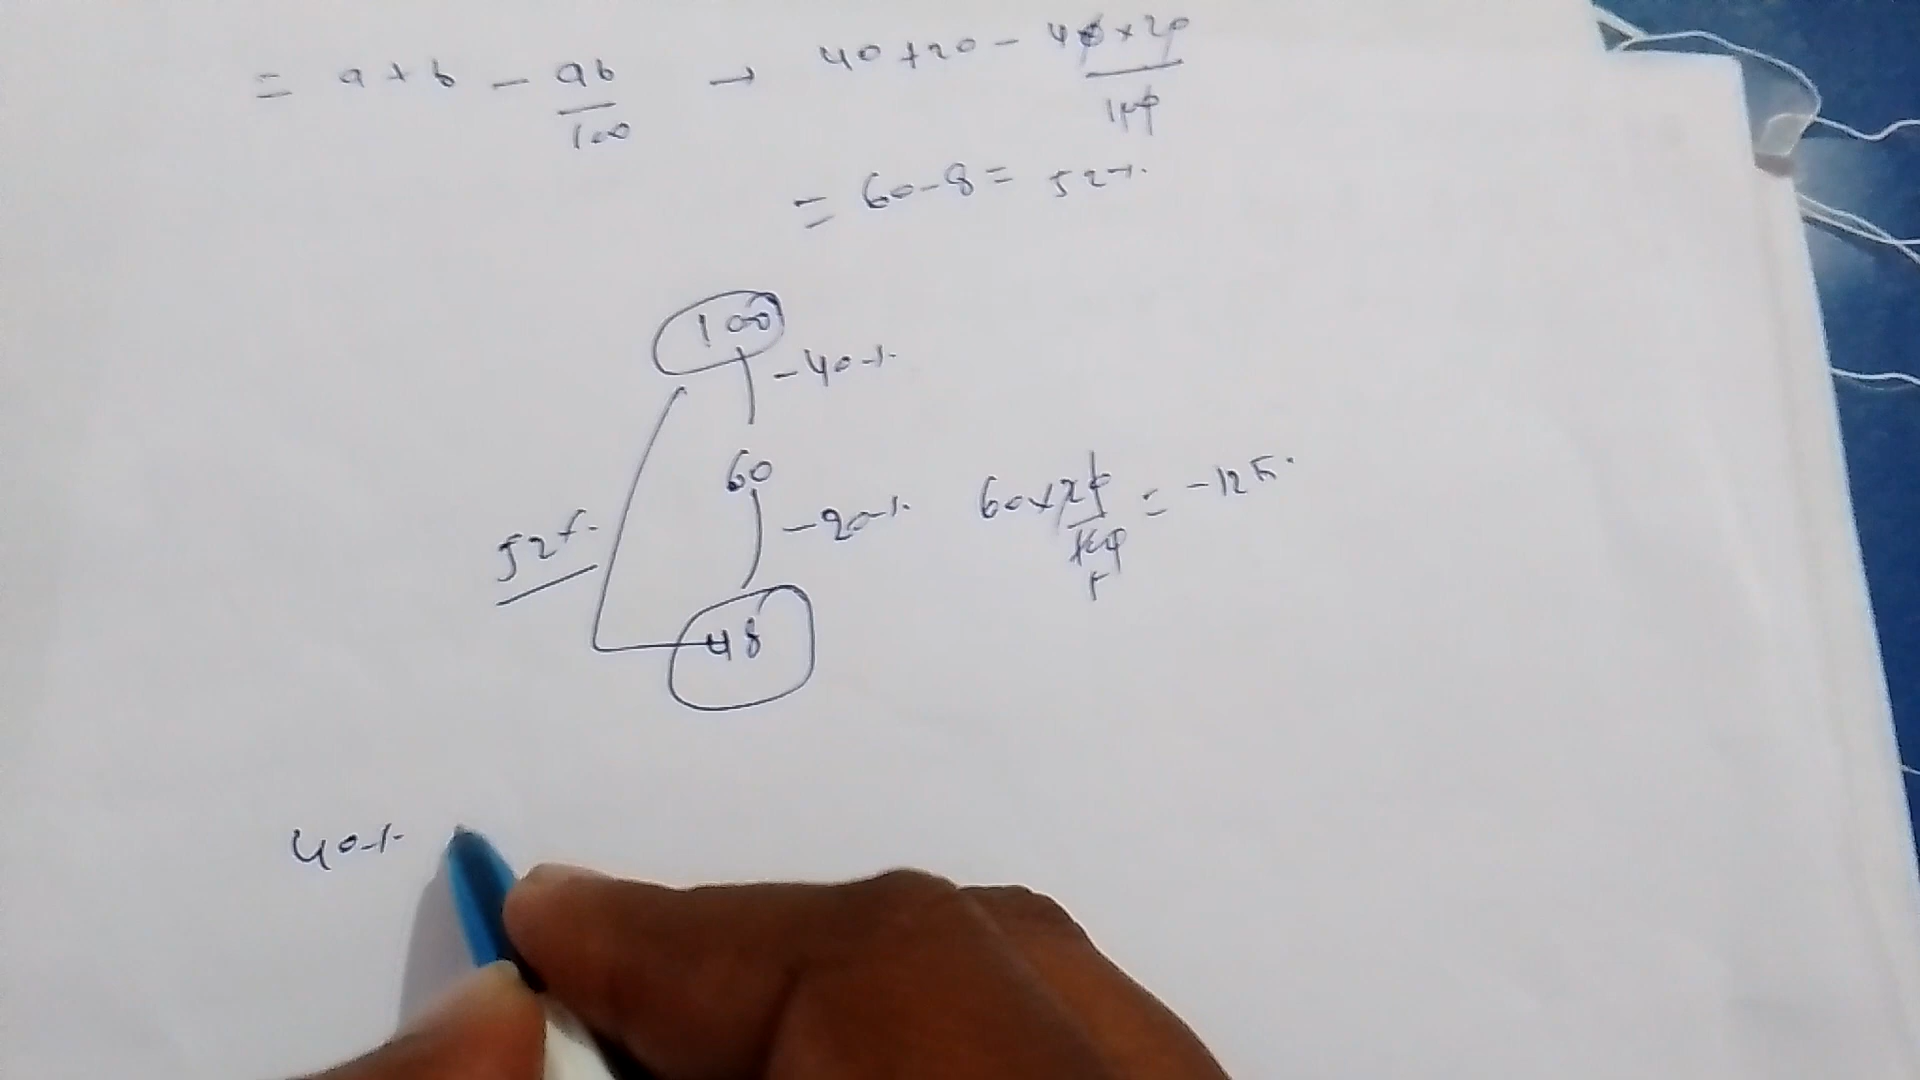 = a + b - ab/100 → 40 + 20 - 40 × 20/100
= 60 - 8 = 52%
100
-40%
60
-20% 60 × 20/100 = -12
5
52%
48
40%